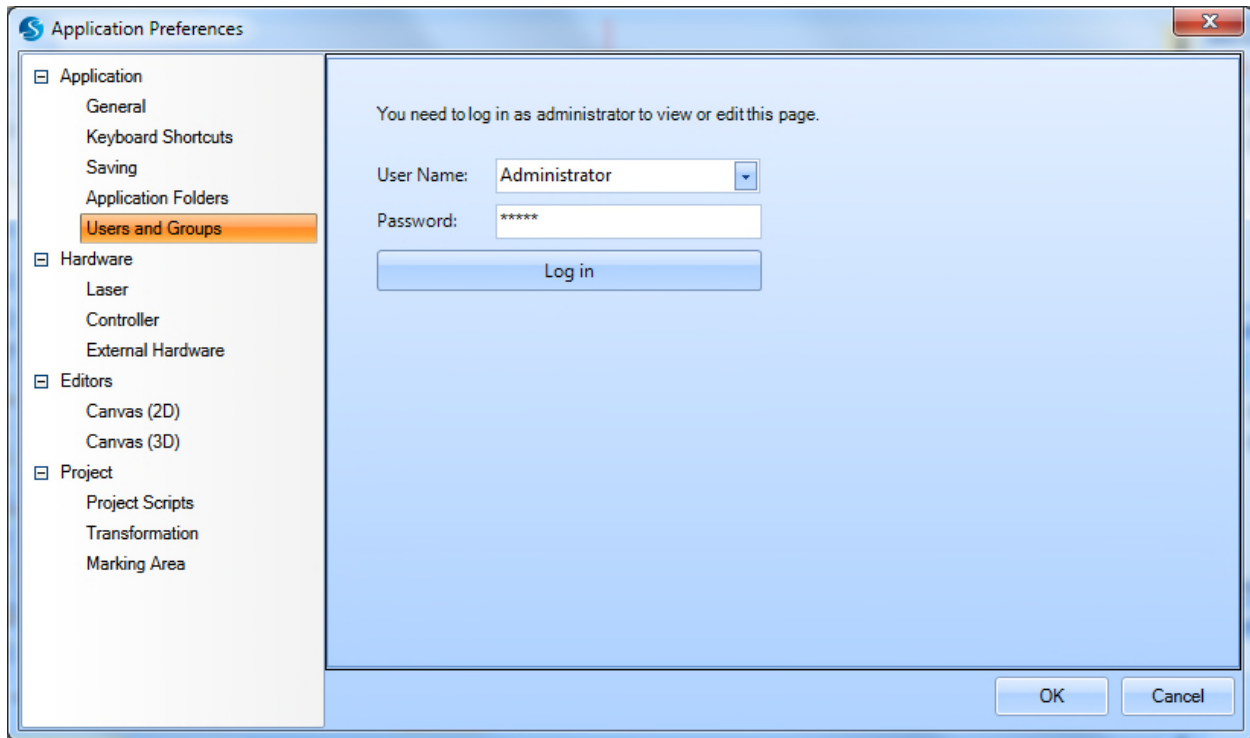 Application Preferences
Application
General
Keyboard Shortcuts
Saving
Application Folders
Users and Groups
Hardware
Laser
Controller
External Hardware
Editors
Canvas (2D)
Canvas (3D)
Project
Project Scripts
Transformation
Marking Area
You need to log in as administrator to view or edit this page.
User Name: Administrator
Password: *****
Log in
OK Cancel